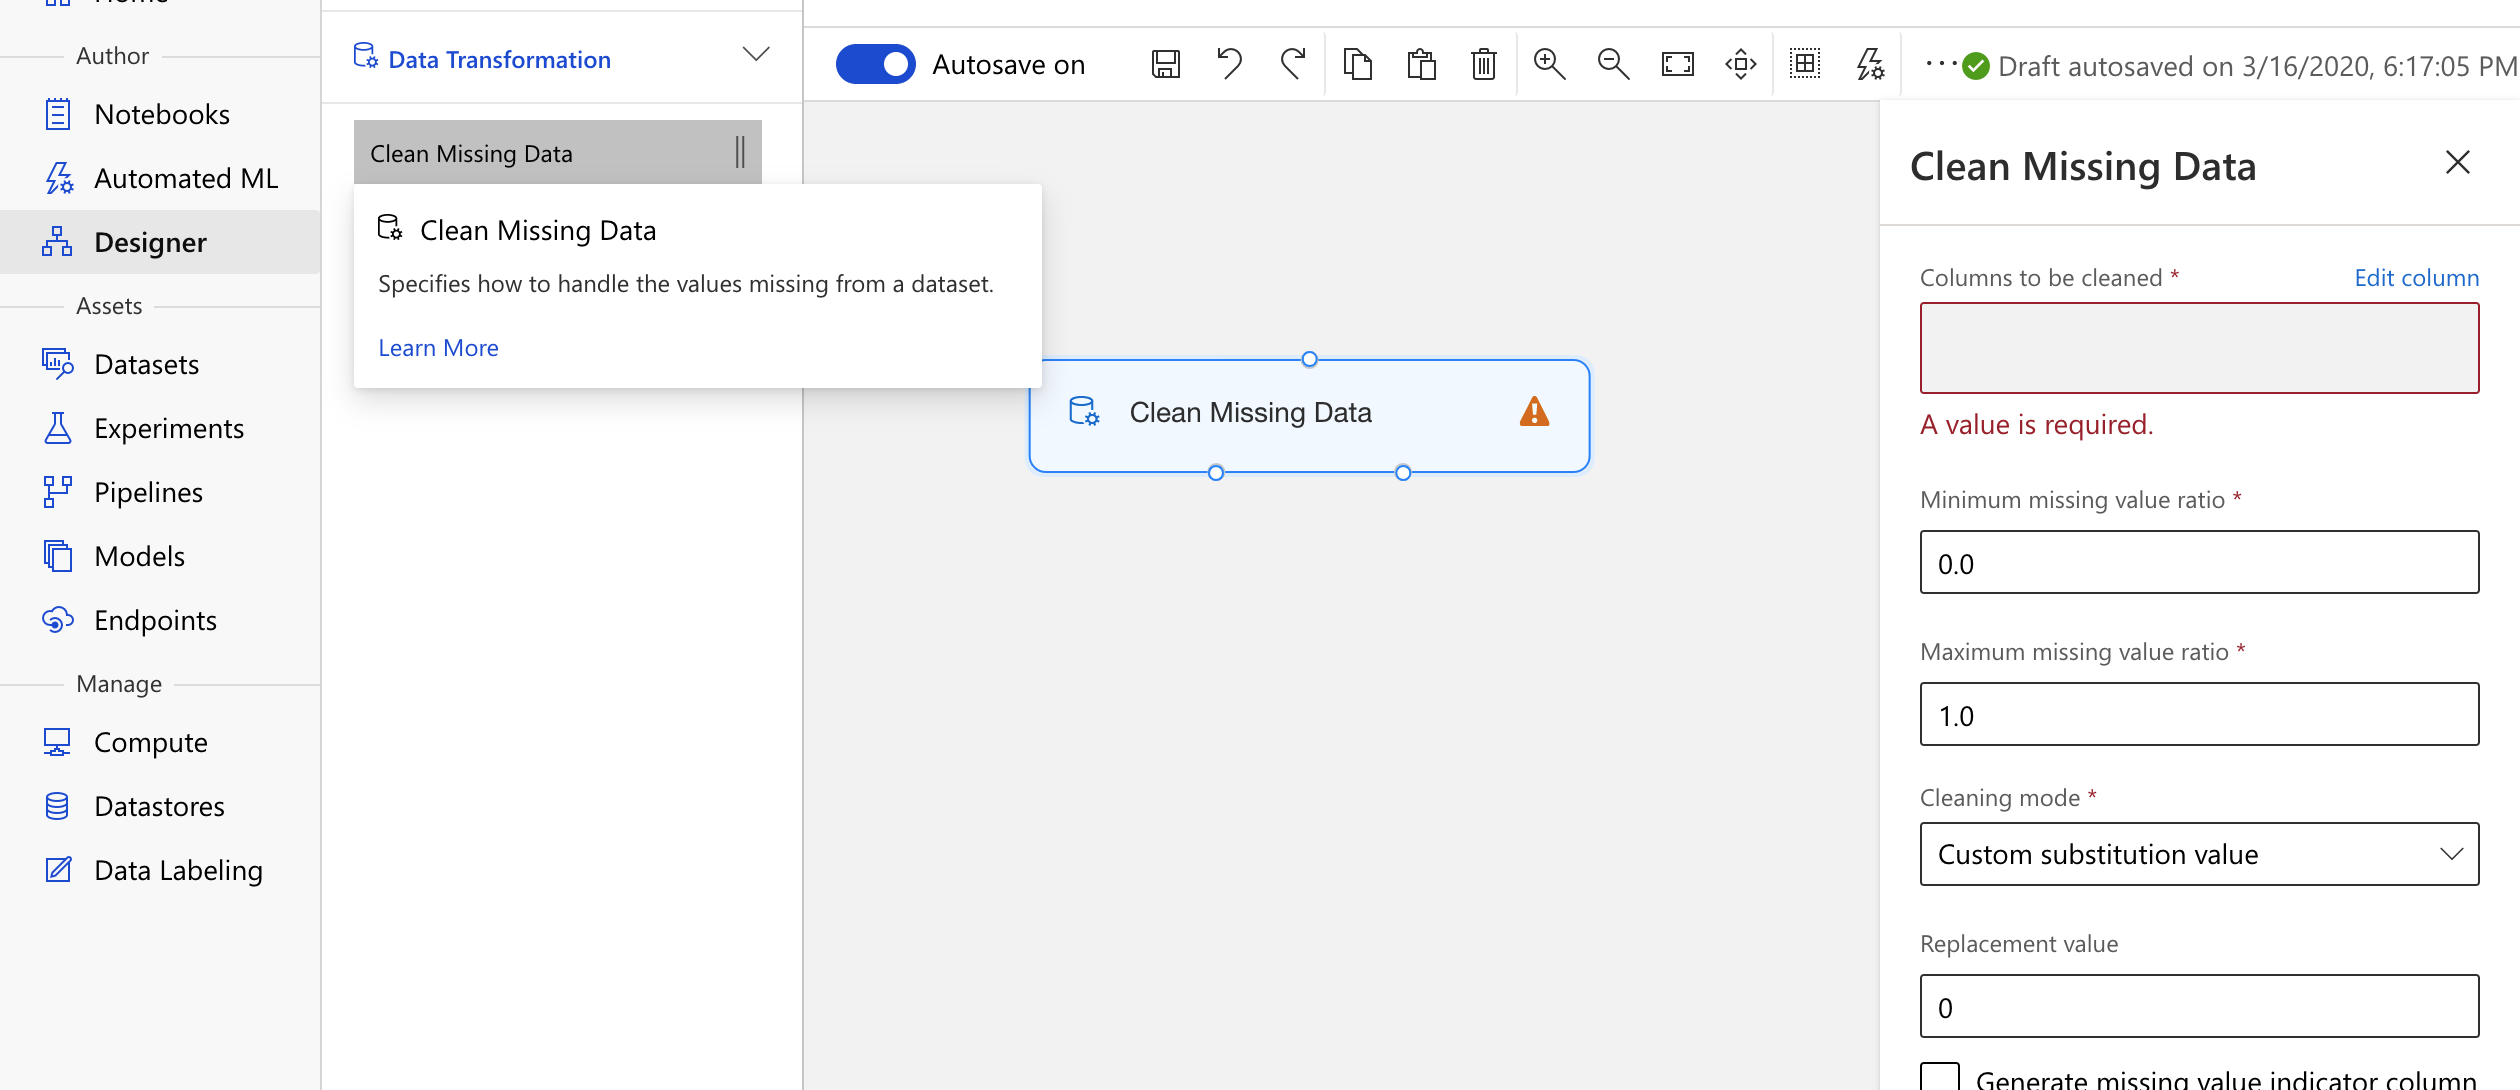 Home
Author
Notebooks
Automated ML
Designer
Assets
Datasets
Experiments
Pipelines
Models
Endpoints
Manage
Compute
Datastores
Data Labeling
Data Transformation
Clean Missing Data
Clean Missing Data
Specifies how to handle the values missing from a dataset.
Learn More
Autosave on
Draft autosaved on 3/16/2020, 6:17:05 PM
Clean Missing Data
Clean Missing Data
Columns to be cleaned *
Edit column
A value is required.
Minimum missing value ratio *
0.0
Maximum missing value ratio *
1.0
Cleaning mode *
Custom substitution value
Replacement value
0
Generate missing value indicator column